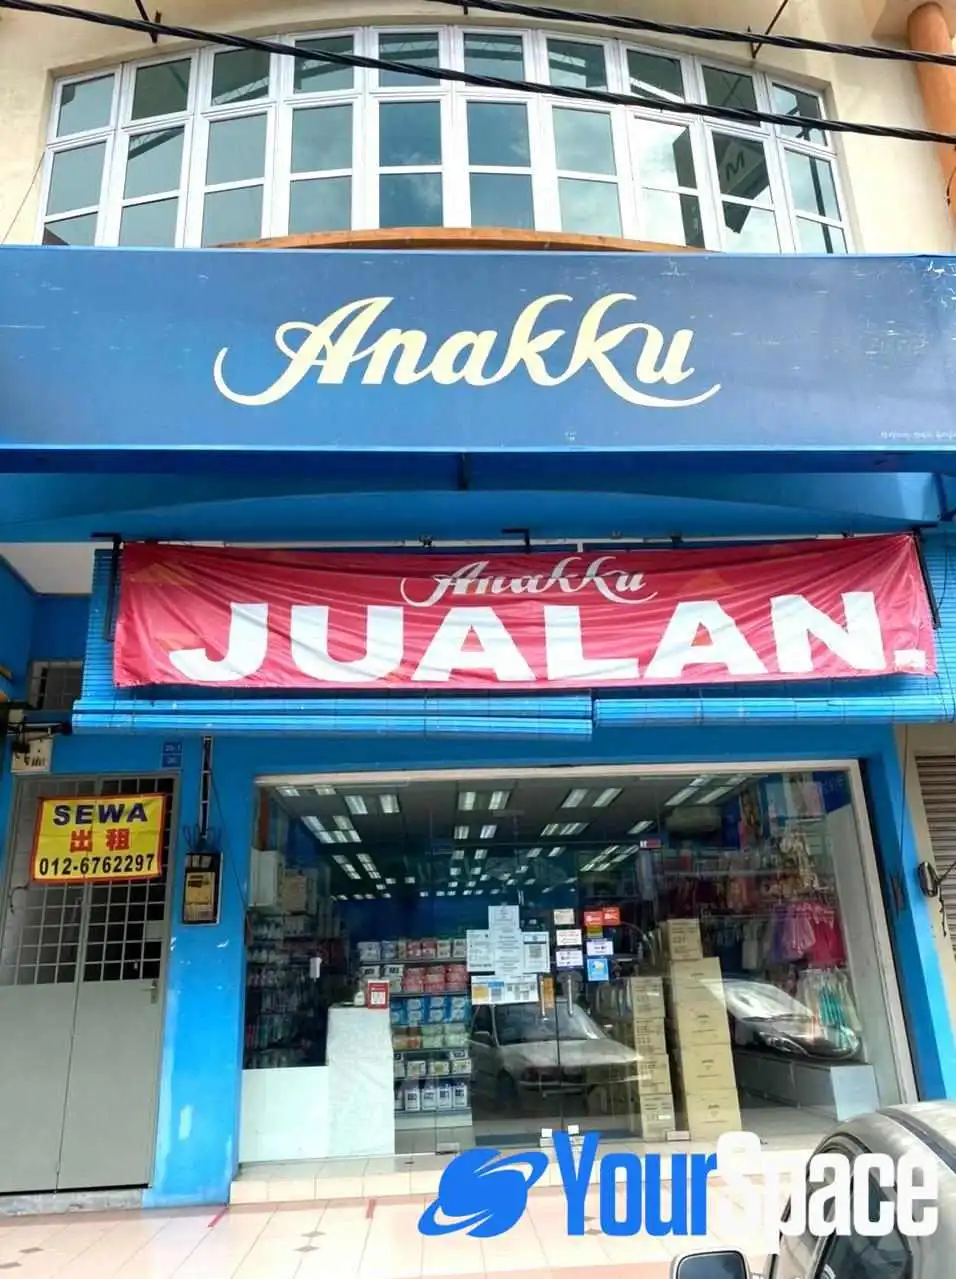 Anakku
Anakku
JUALAN.
SEWA
出租
012-6762297
YourSpace